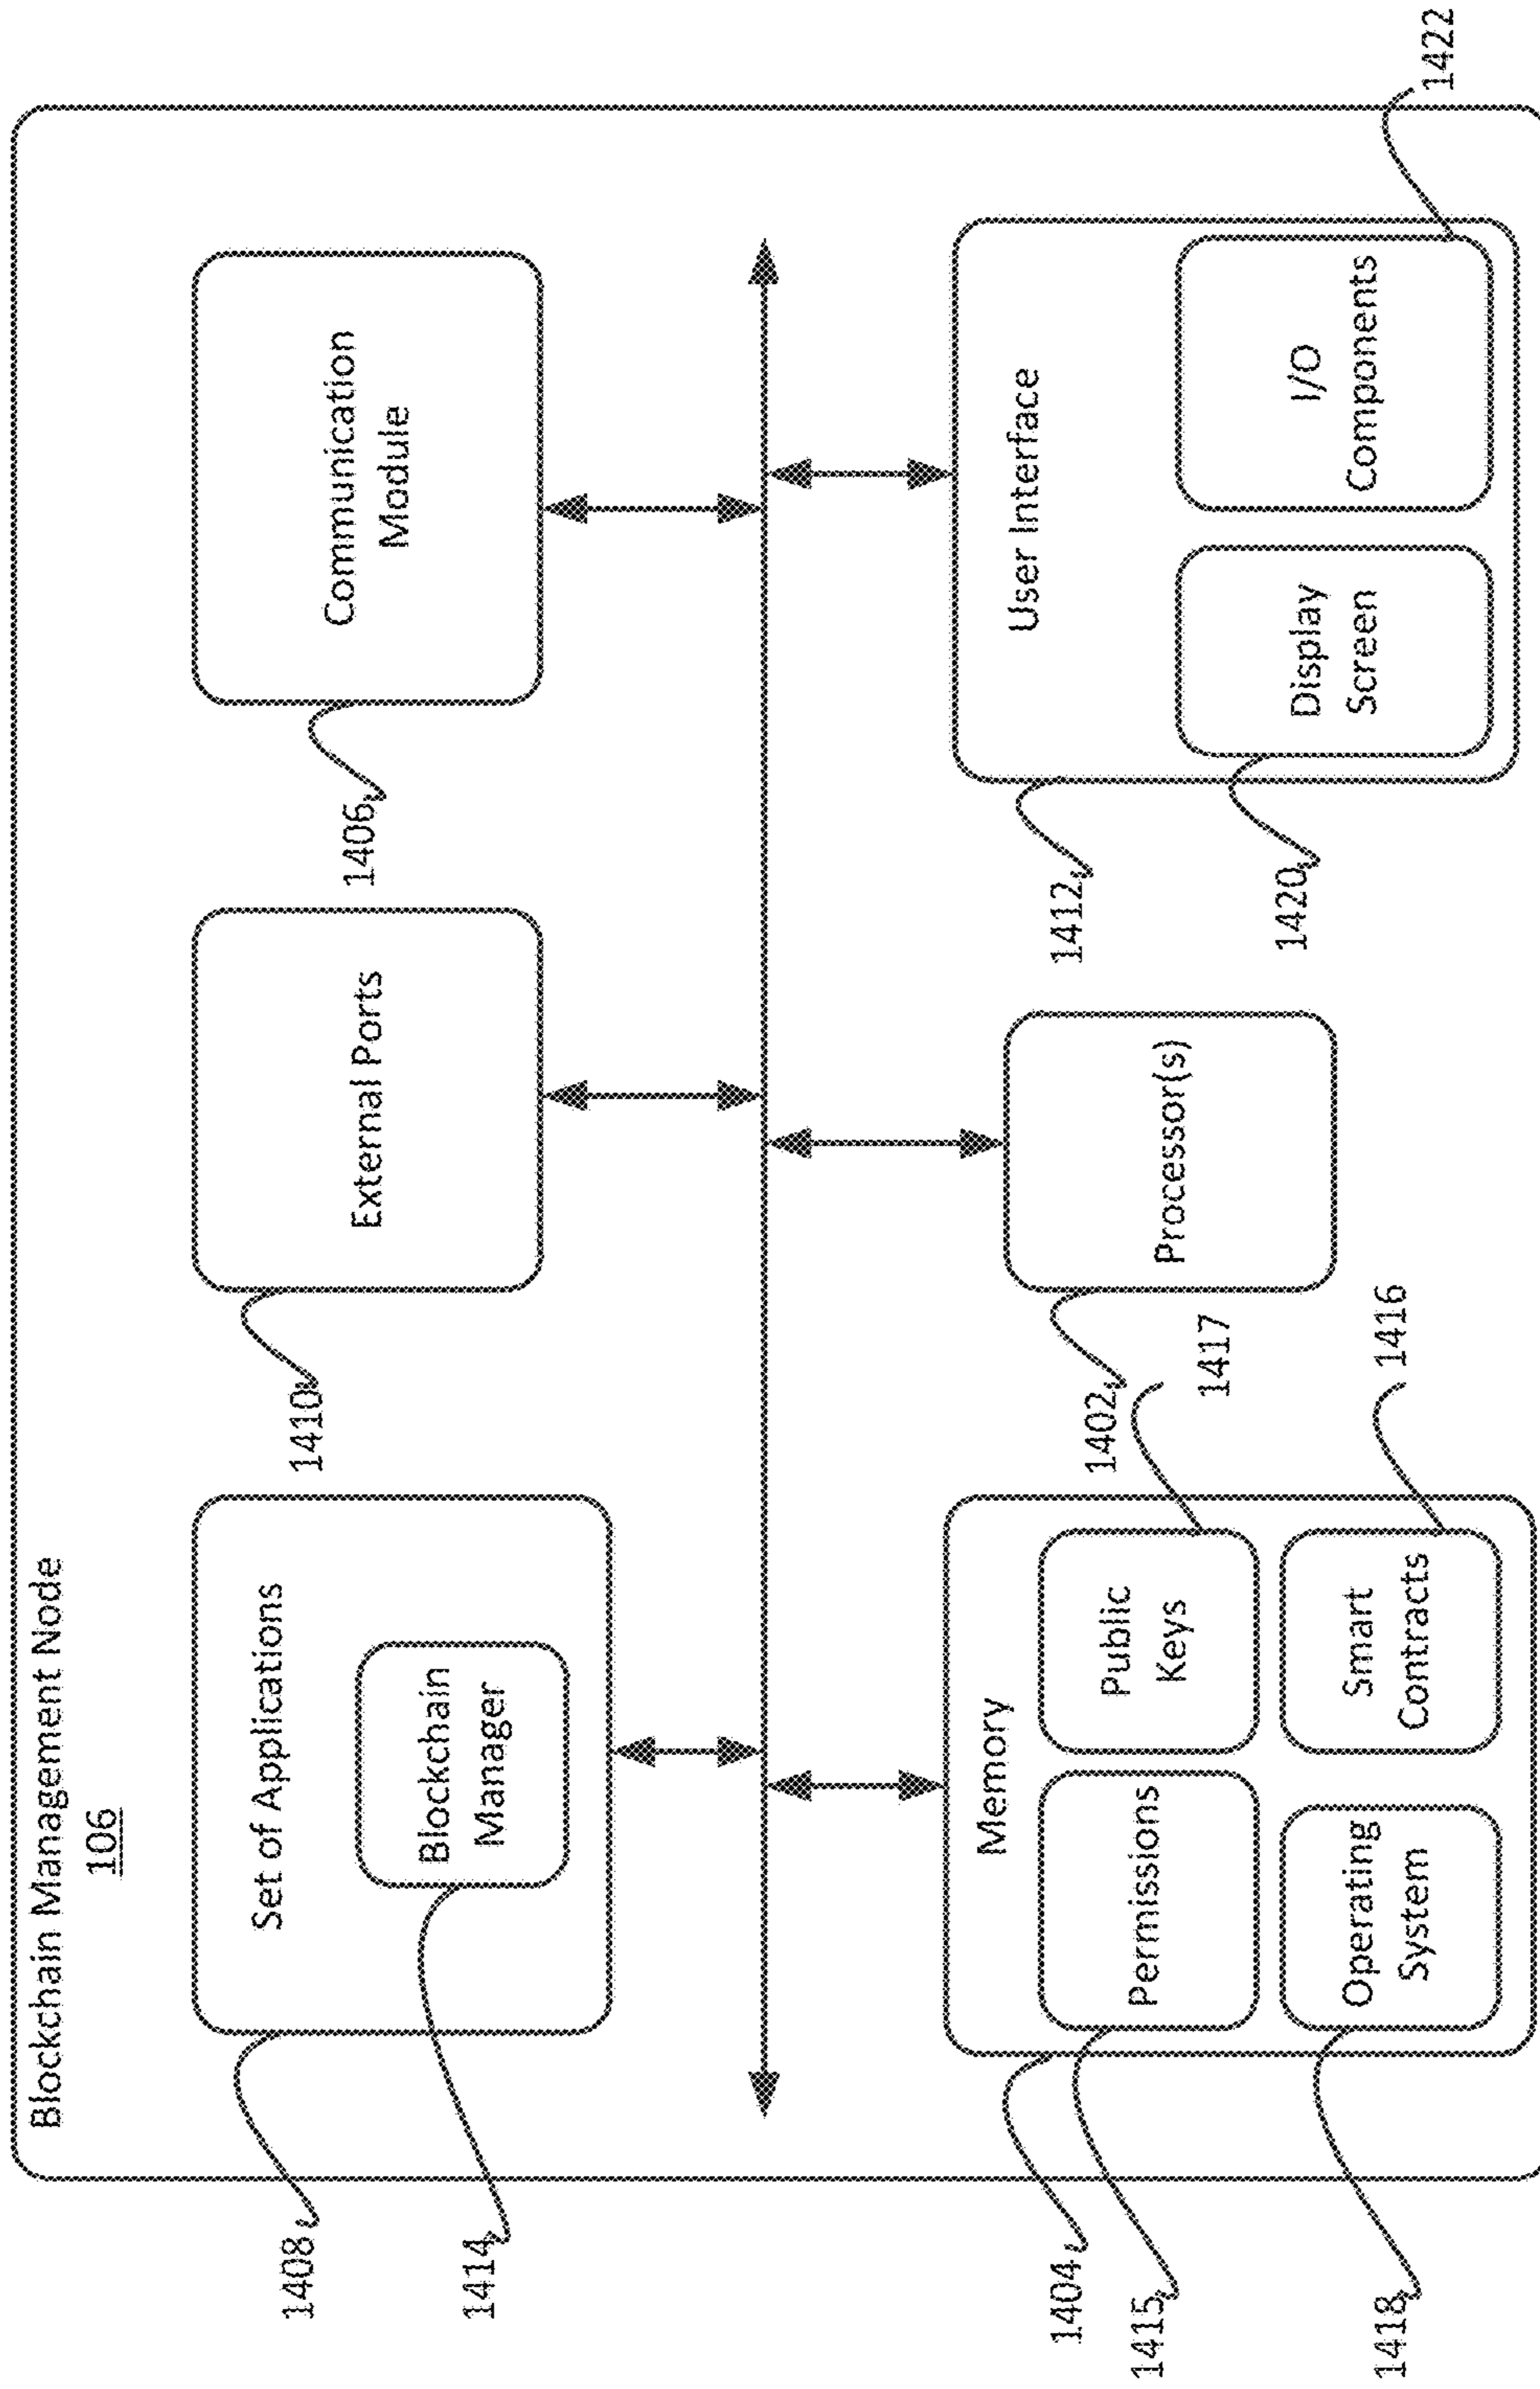 Blockchain Management Node
106
Set of Applications
Blockchain
Manager
External Ports
Communication
Module
1408
1414
1410
1406
Memory
Permissions
Public
Keys
Operating
System
Smart
Contracts
Processor(s)
User Interface
Display
Screen
I/O
Components
1404
1415
1418
1402
1417
1416
1412
1420
1422